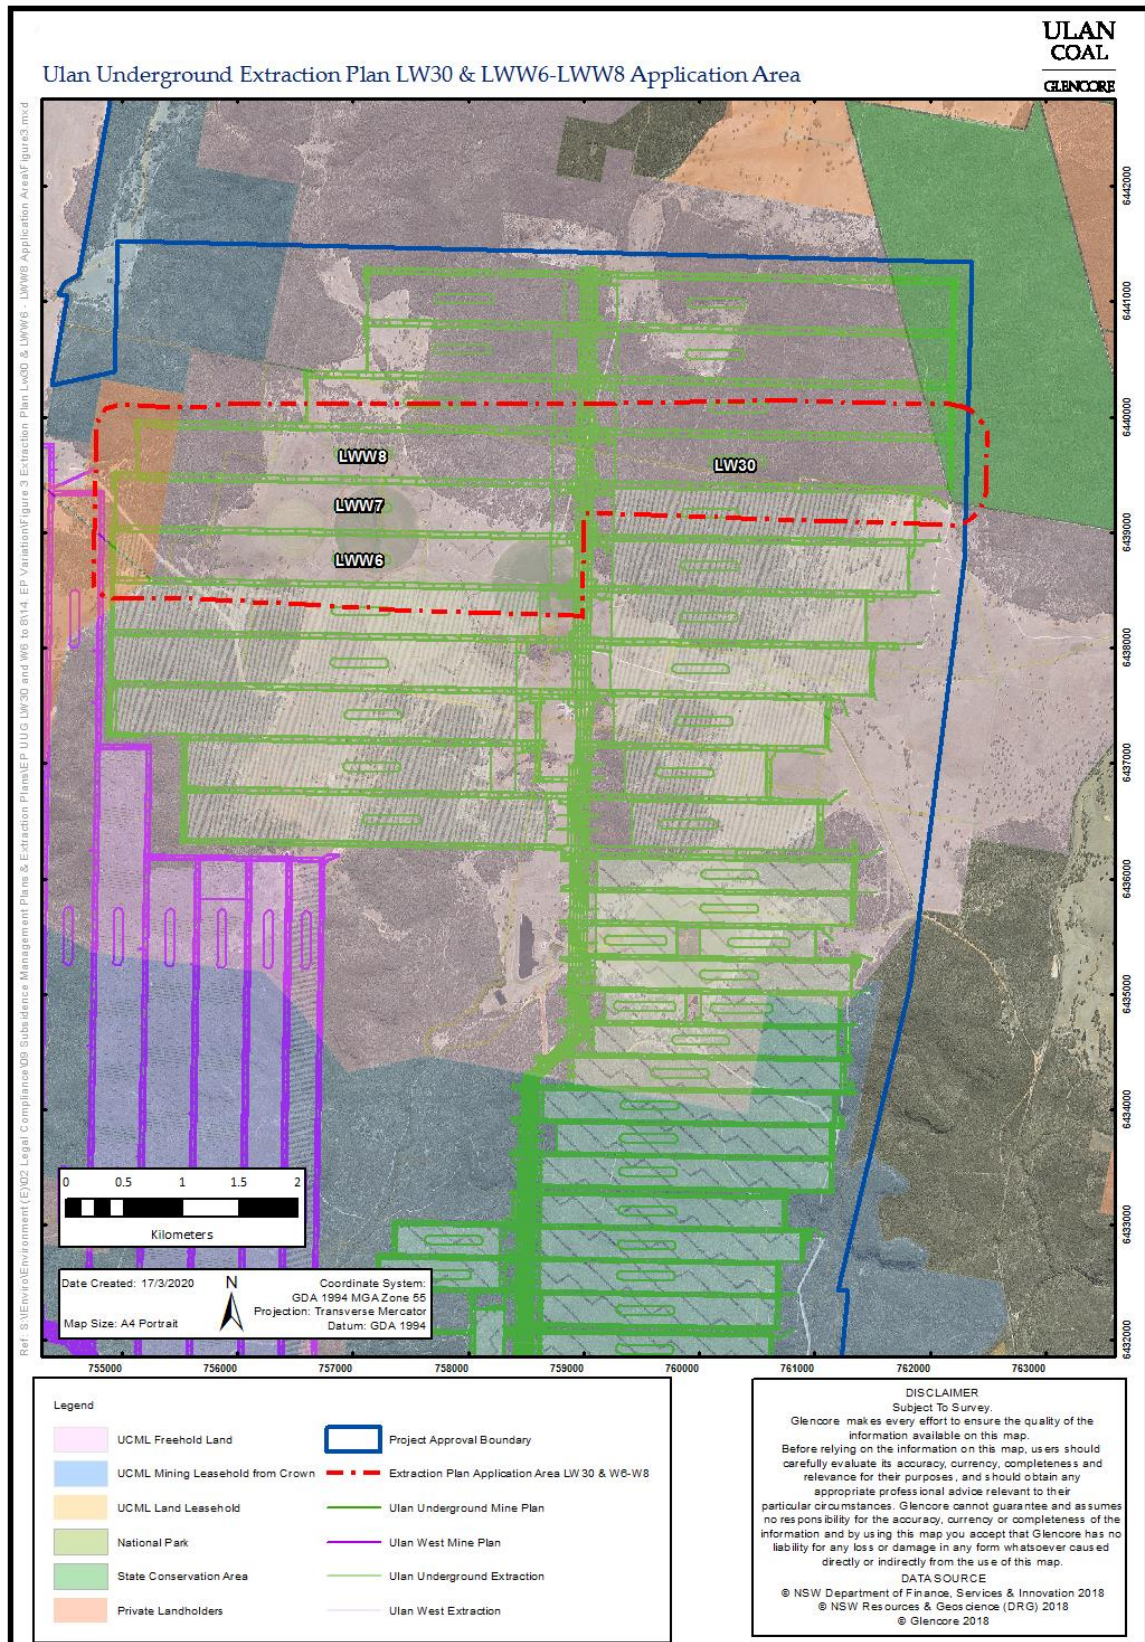 ULAN
COAL
GLENCORE
Ulan Underground Extraction Plan LW30 & LWW6-LWW8 Application Area
6442000
6441000
6440000
6439000
6438000
6437000
6436000
6435000
6434000
6433000
6432000
LWW8
LW30
LWW7
LWW6
0 0.5 1 1.5 2
Kilometers
Date Created: 17/3/2020
Map Size: A4 Portrait
N
Coordinate System:
GDA 1994 MGA Zone 55
Projection: Transverse Mercator
Datum: GDA 1994
755000 756000 757000 758000 759000 760000 761000 762000 763000
Legend
UCML Freehold Land
UCML Mining Leasehold from Crown
UCML Land Leasehold
National Park
State Conservation Area
Private Landholders
Project Approval Boundary
Extraction Plan Application Area LW30 & W6-W8
Ulan Underground Mine Plan
Ulan West Mine Plan
Ulan Underground Extraction
Ulan West Extraction
DISCLAIMER
Subject To Survey.
Glencore makes every effort to ensure the quality of the
information available on this map.
Before relying on the information on this map, users should
carefully evaluate its accuracy, currency, completeness and
relevance for their purposes, and should obtain any
appropriate professional advice relevant to their
particular circumstances. Glencore cannot guarantee and assumes
no responsibility for the accuracy, currency or completeness of the
information and by using this map you accept that Glencore has no
liability for any loss or damage in any form whatsoever caused
directly or indirectly from the use of this map.
DATA SOURCE
© NSW Department of Finance, Services & Innovation 2018
© NSW Resources & Geoscience (DRG) 2018
© Glencore 2018